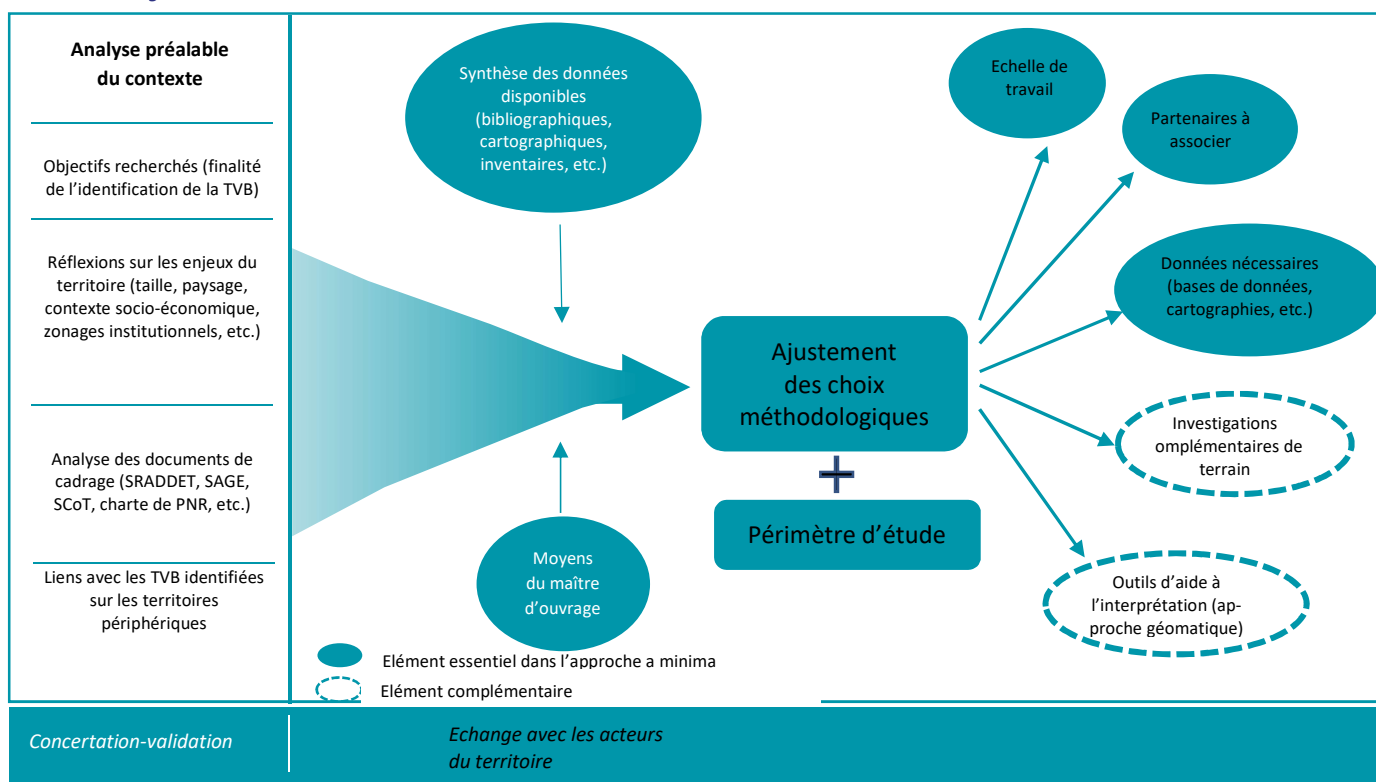 Analyse préalable
du contexte
Objectifs recherchés (finalité
de l’identification de la TVB)
Réflexions sur les enjeux du
territoire (taille, paysage,
contexte socio-économique,
zonages institutionnels, etc.)
Analyse des documents de
cadrage (SRADDET, SAGE,
SCoT, charte de PNR, etc.)
Liens avec les TVB identifiées
sur les territoires
périphériques
Synthèse des données
disponibles
(bibliographiques,
cartographiques,
inventaires, etc.)
Moyens
du maître
d’ouvrage
Ajustement
des choix
méthodologiques
+
Périmètre d’étude
Echelle de
travail
Partenaires à
associer
Données nécessaires
(bases de données,
cartographies, etc.)
Investigations
omplémentaires de
terrain
Outils d’aide à
l’interprétation (ap-
proche géomatique)
Elément essentiel dans l’approche a minima
Elément complémentaire
Concertation-validation
Echange avec les acteurs
du territoire